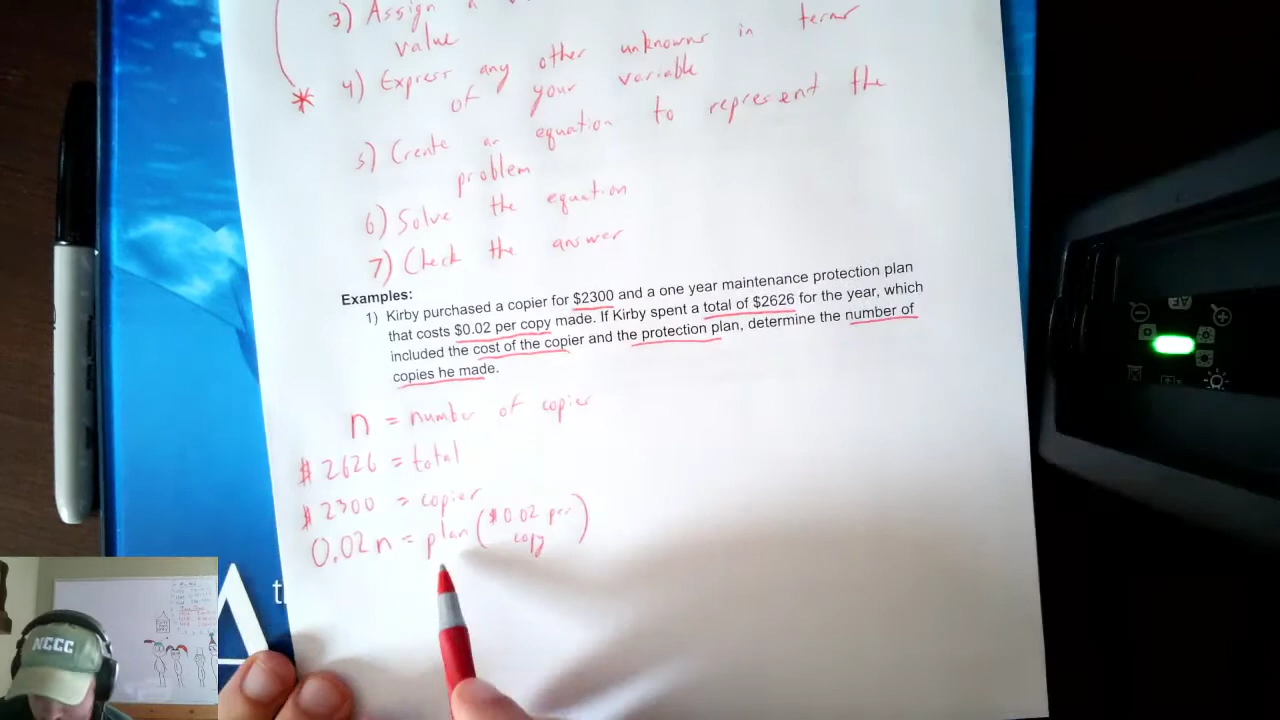 3) Assign
value
4) Express any other unknowns in terms
of your variable
5) Create an equation to represent the
problem
6) Solve the equation
7) Check the answer
Examples:
1) Kirby purchased a copier for $2300 and a one year maintenance protection plan
that costs $0.02 per copy made. If Kirby spent a total of $2626 for the year, which
included the cost of the copier and the protection plan, determine the number of
copies he made.
n = number of copier
$2626 = total
$2300 = copier
0.02n = plan ($0.02 per
copy)
NCCC
A
t